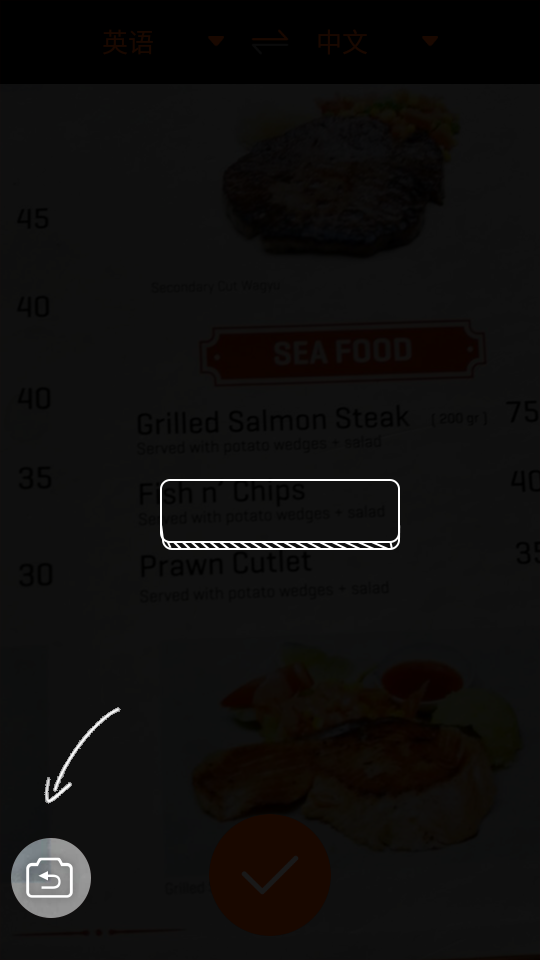 英语 中文
45
Secondary Cut Wagyu
40
SEA FOOD
40
Grilled Salmon Steak ( 200 gr ) 75
Served with potato wedges + salad
35
Fish n' Chips 40
Served with potato wedges + salad
30
Prawn Cutlet 35
Served with potato wedges + salad